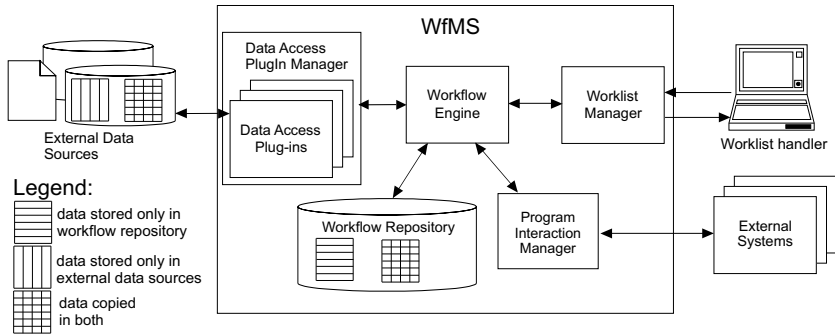 WfMS
Data Access
PlugIn Manager
Data Access
Plug-ins
Workflow
Engine
Worklist
Manager
Worklist handler
External Data
Sources
Workflow Repository
Program
Interaction
Manager
External
Systems
Legend:
data stored only in
workflow repository
data stored only in
external data sources
data copied
in both